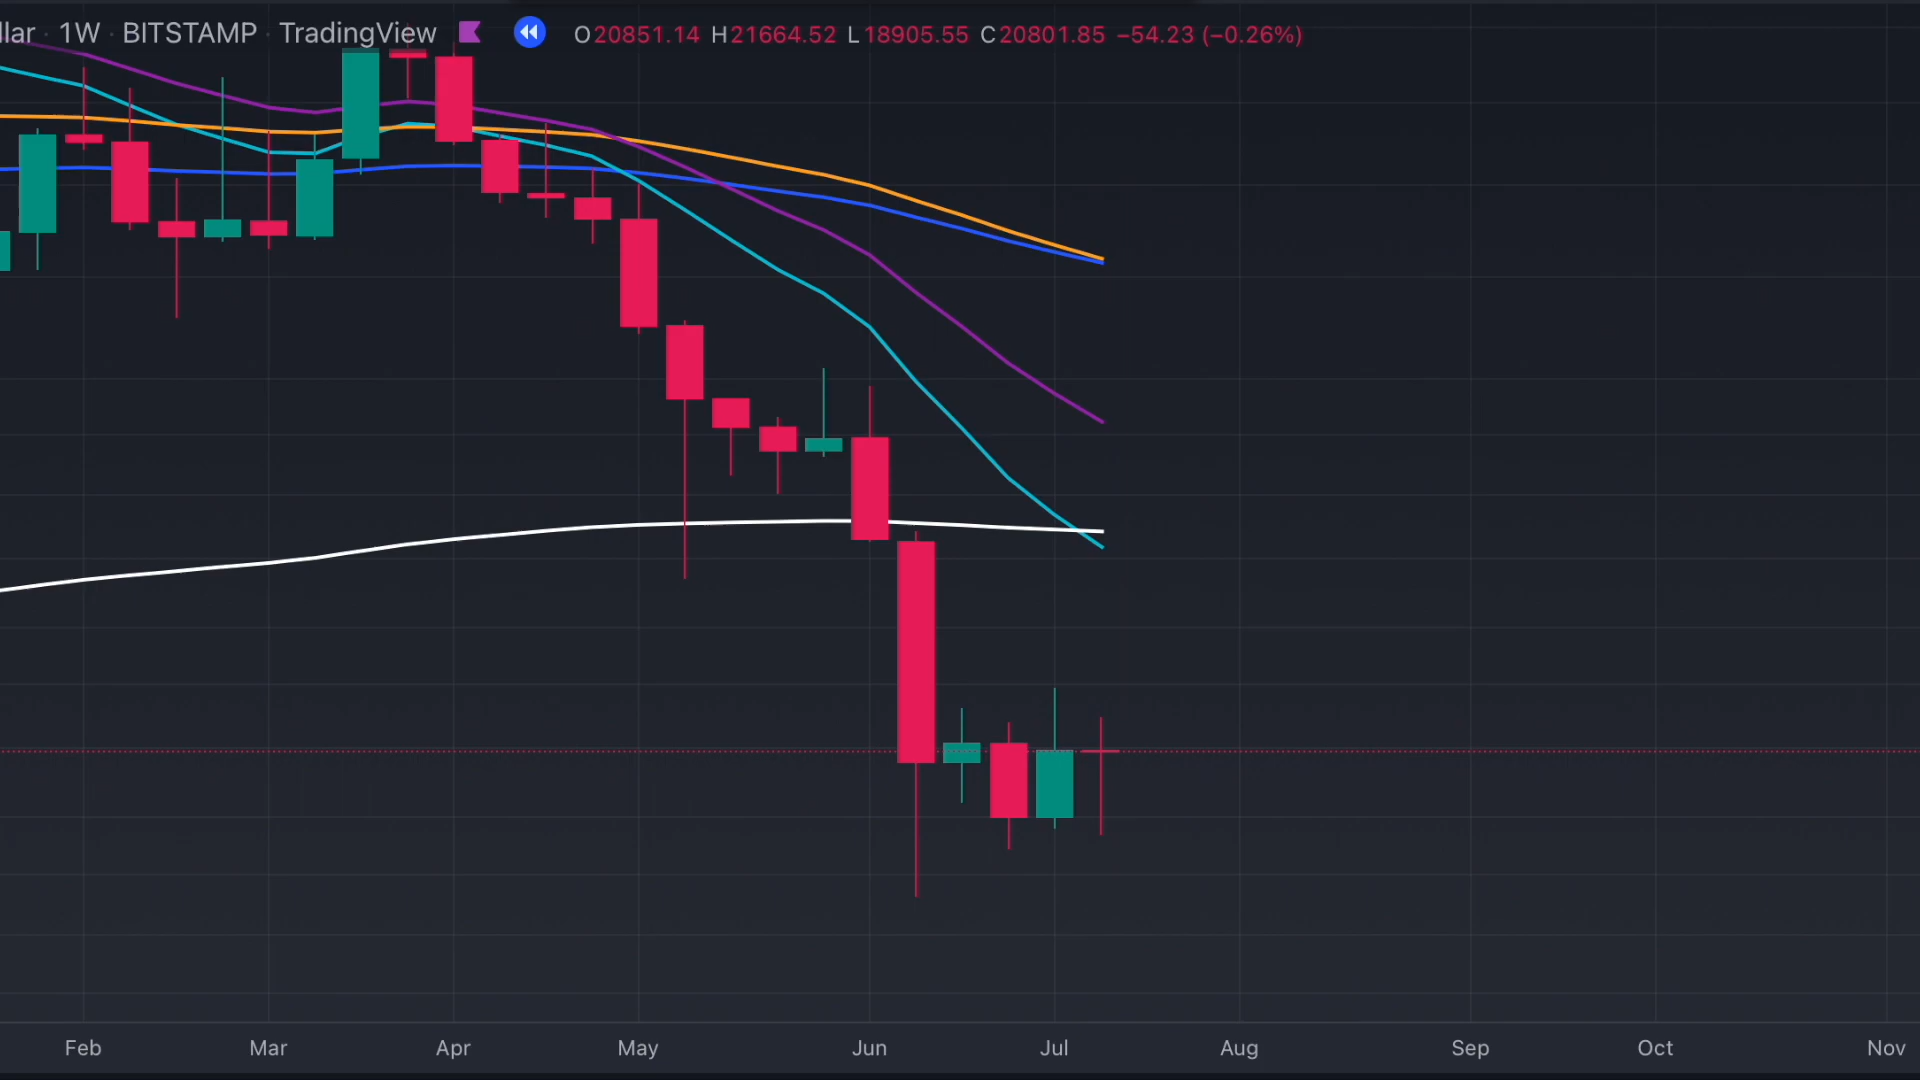 llar · 1W · BITSTAMP · TradingView O20851.14 H21664.52 L18905.55 C20801.85 −54.23 (−0.26%)
Feb Mar Apr May Jun Jul Aug Sep Oct Nov